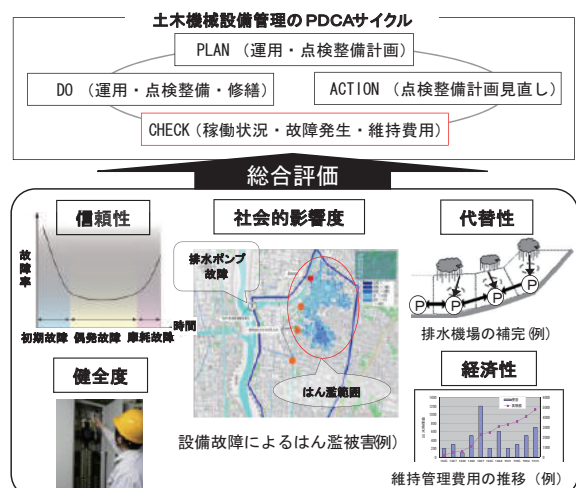 土木機械設備管理のPDCAサイクル
PLAN（運用・点検整備計画）
DO（運用・点検整備・修繕）
ACTION（点検整備計画見直し）
CHECK（稼働状況・故障発生・維持費用）
総合評価
信頼性
社会的影響度
代替性
故障率
排水ポンプ故障
P P P P
時間
初期故障 偶発故障 摩耗故障
排水機場の補完(例)
健全度
はん濫範囲
経済性
設備故障によるはん濫被害例)
維持管理費用の推移（例）